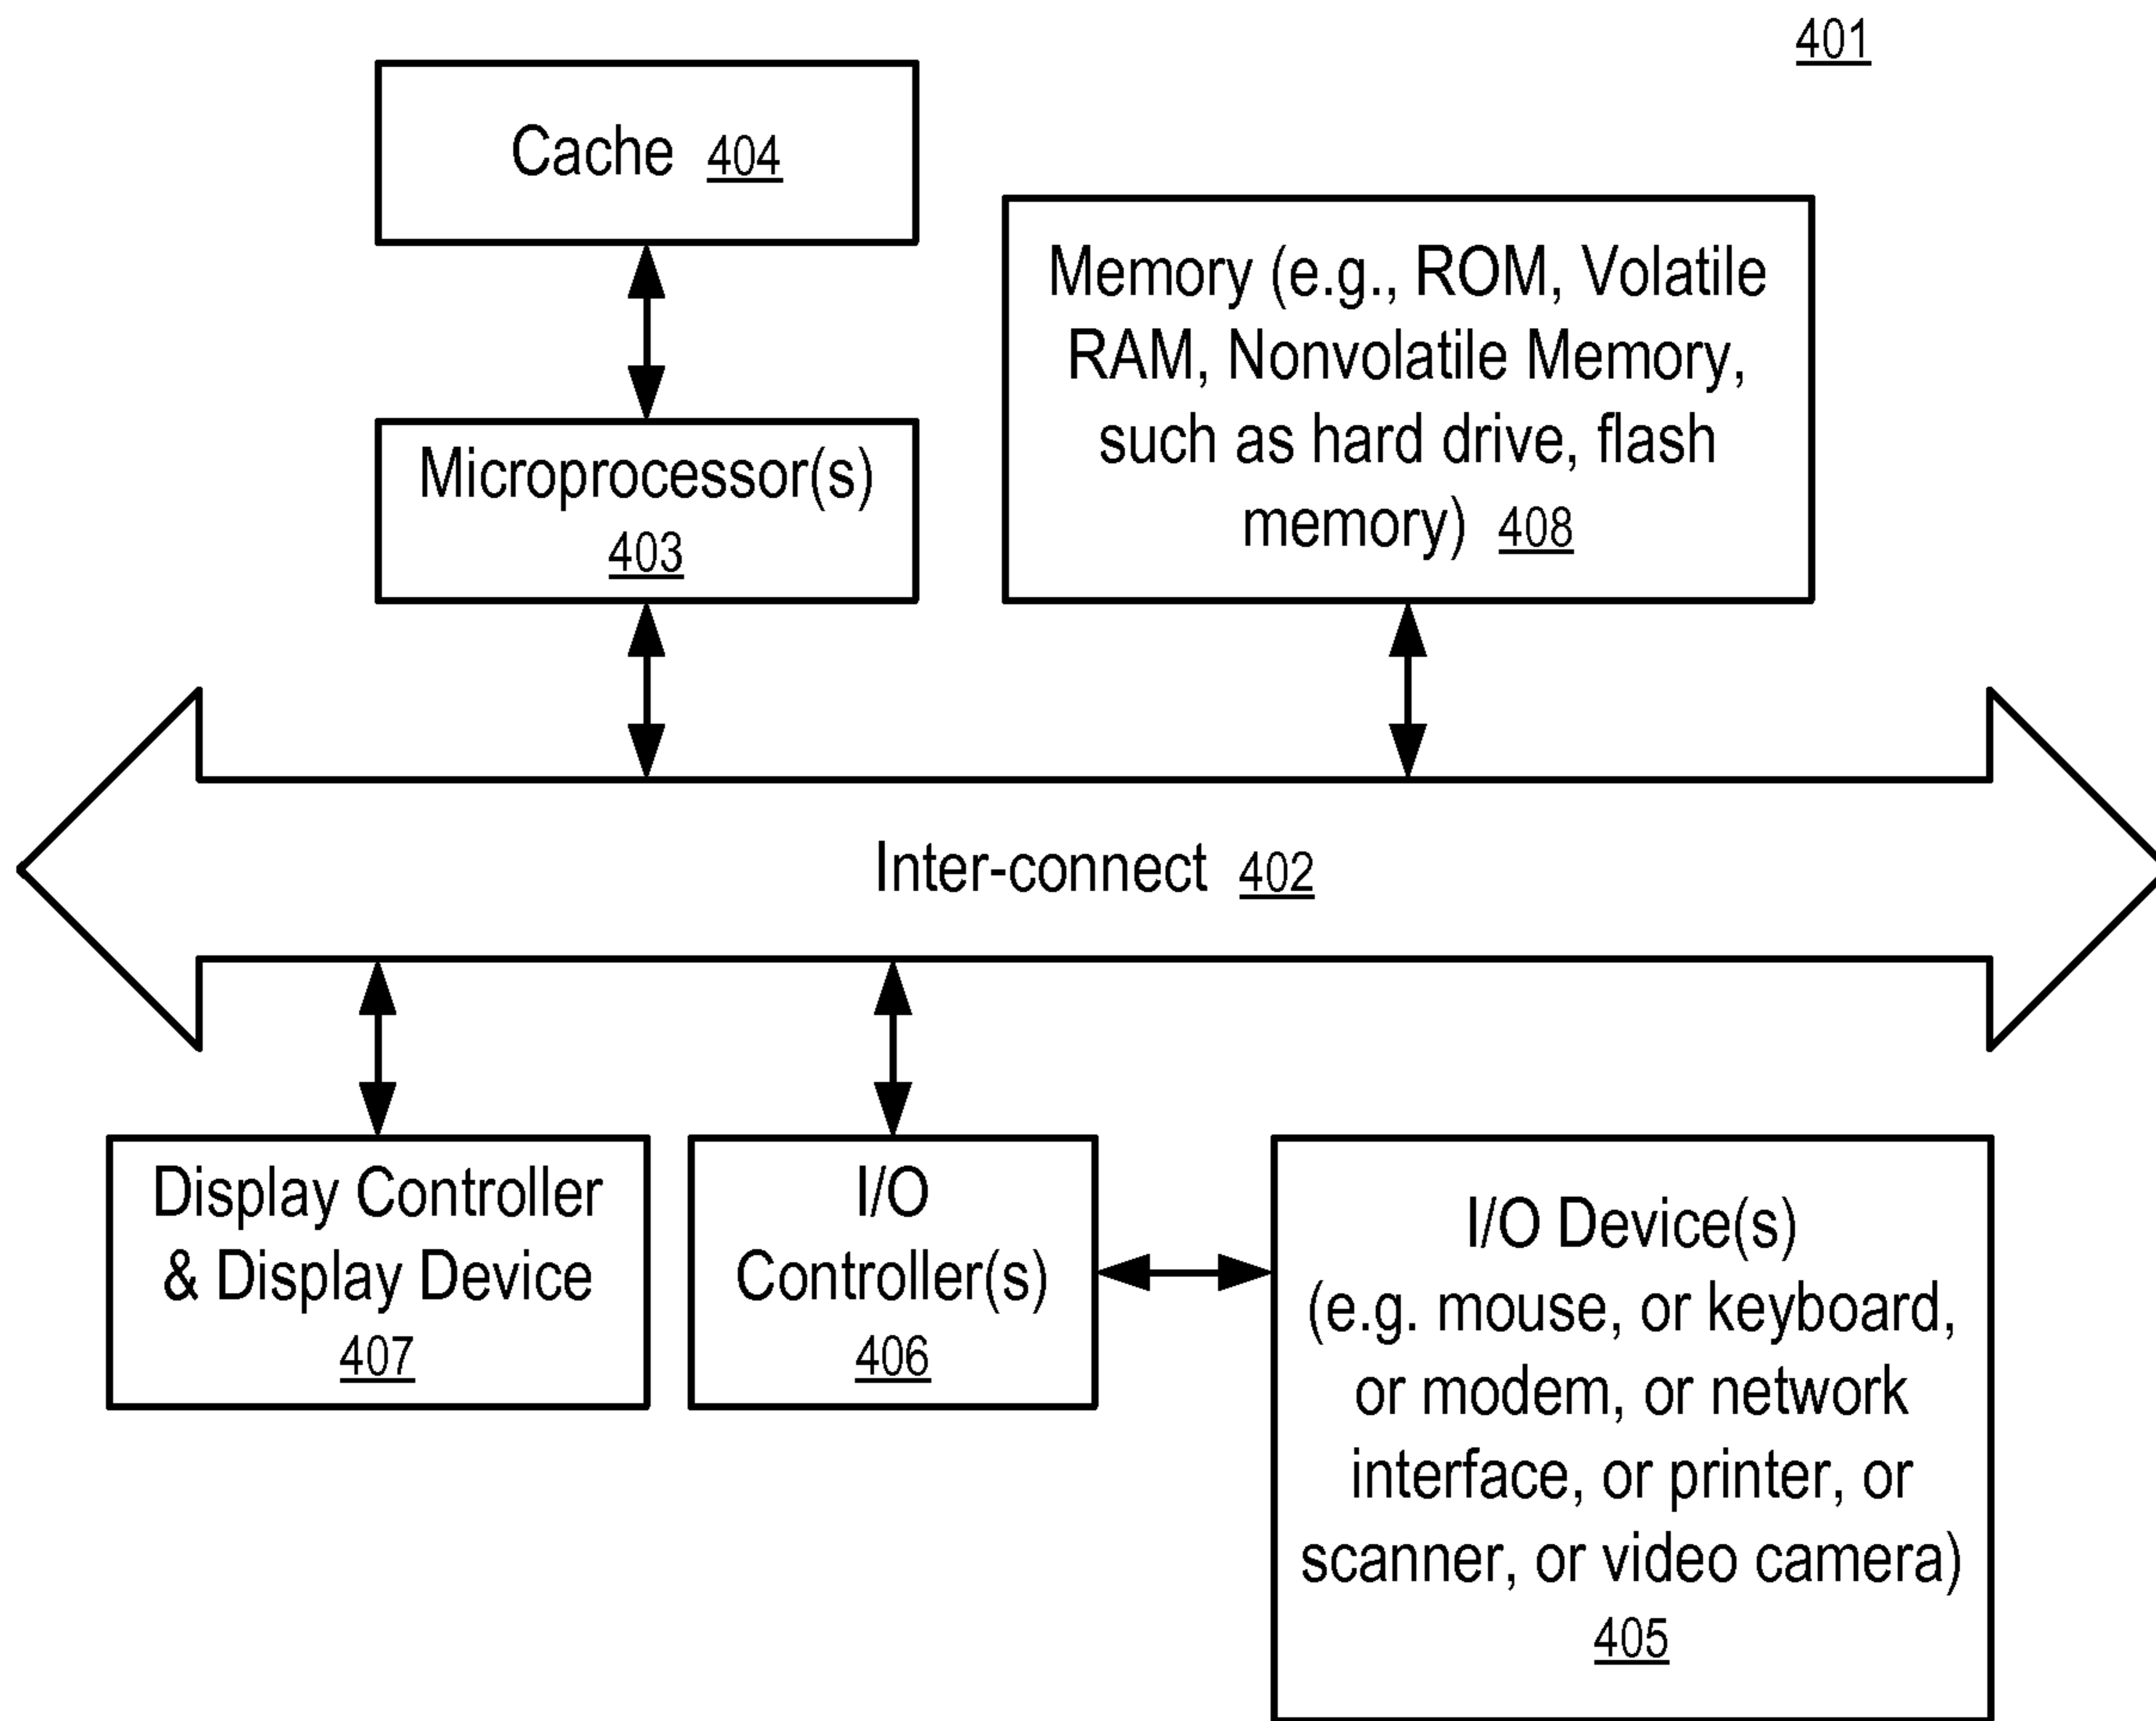 401
Cache 404
Memory (e.g., ROM, Volatile
RAM, Nonvolatile Memory,
such as hard drive, flash
memory) 408
Microprocessor(s)
403
Inter-connect 402
Display Controller
& Display Device
407
I/O
Controller(s)
406
I/O Device(s)
(e.g. mouse, or keyboard,
or modem, or network
interface, or printer, or
scanner, or video camera)
405